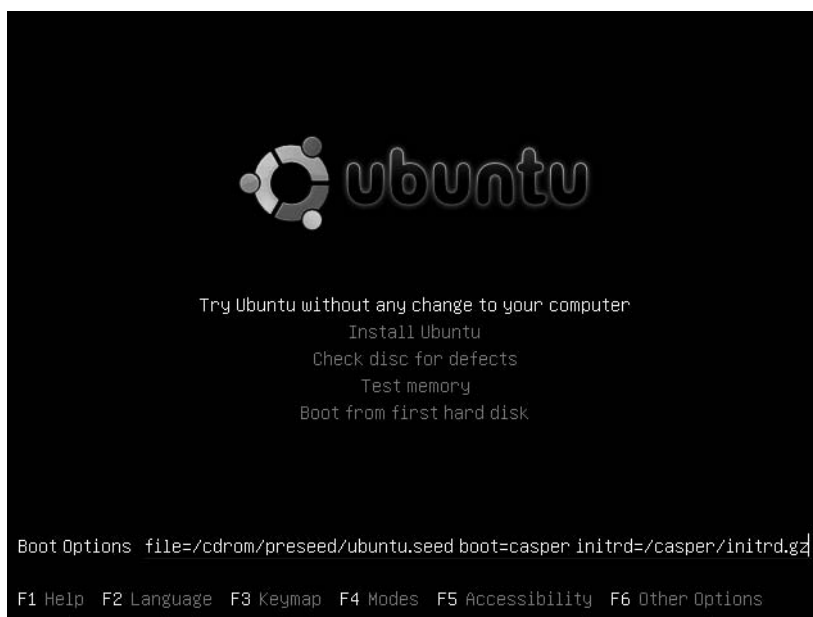 ubuntu
Try Ubuntu without any change to your computer
Install Ubuntu
Check disc for defects
Test memory
Boot from first hard disk
Boot Options file=/cdrom/preseed/ubuntu.seed boot=casper initrd=/casper/initrd.gz
F1 Help F2 Language F3 Keymap F4 Modes F5 Accessibility F6 Other Options